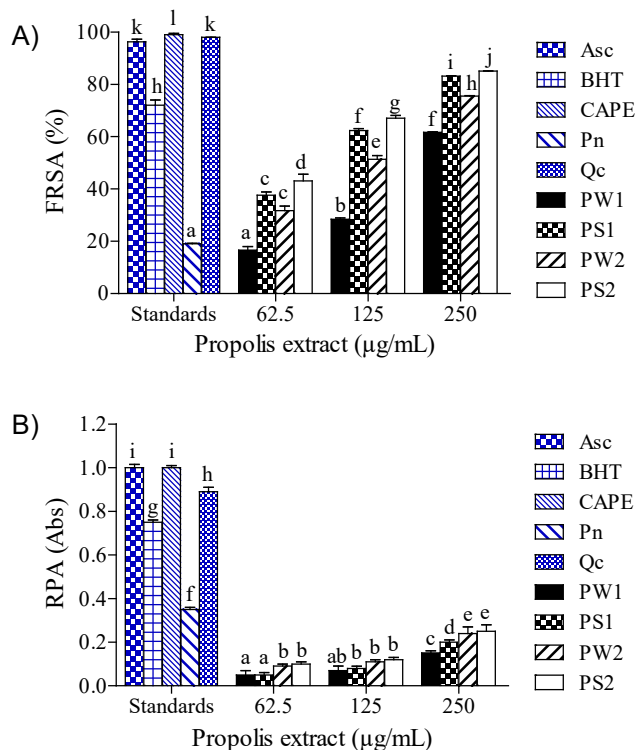 A)
k
h
l
a
k
a
c
c
d
b
f
e
g
f
i
h
j
100
80
60
40
20
0
FRSA (%)
Standards 62.5 125 250
Propolis extract (µg/mL)
Asc
BHT
CAPE
Pn
Qc
PW1
PS1
PW2
PS2
B)
i
g
i
f
h
a
a
b
b
ab
b
b
b
c
d
e
e
1.2
1.0
0.8
0.6
0.4
0.2
0.0
RPA (Abs)
Standards 62.5 125 250
Propolis extract (µg/mL)
Asc
BHT
CAPE
Pn
Qc
PW1
PS1
PW2
PS2